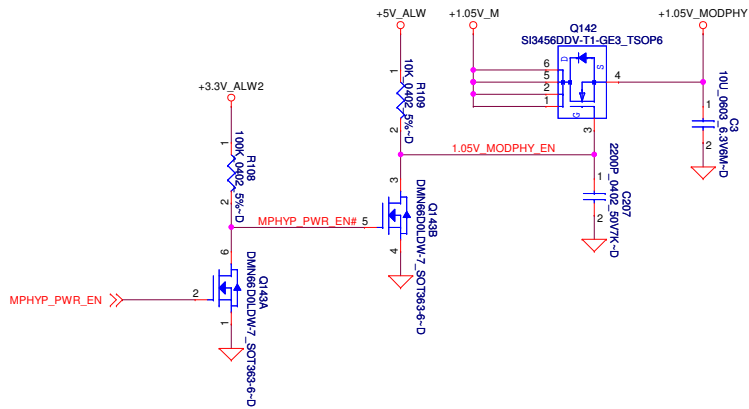 +5V_ALW
+1.05V_M
+1.05V_MODPHY
Q142
SI3456DDV-T1-GE3_TSOP6
6
5
2
1
D
S
G
4
3
1
R109
10K_0402_5%~D
2
10U_0603_6.3V6M~D
C3
1
2
+3.3V_ALW2
1
R108
100K_0402_5%~D
2
1.05V_MODPHY_EN
1
C207
2200P_0402_50V7K~D
2
3
Q143B
DMN66D0LDW-7_SOT363-6~D
MPHYP_PWR_EN#
5
4
6
Q143A
DMN66D0LDW-7_SOT363-6~D
MPHYP_PWR_EN
2
1